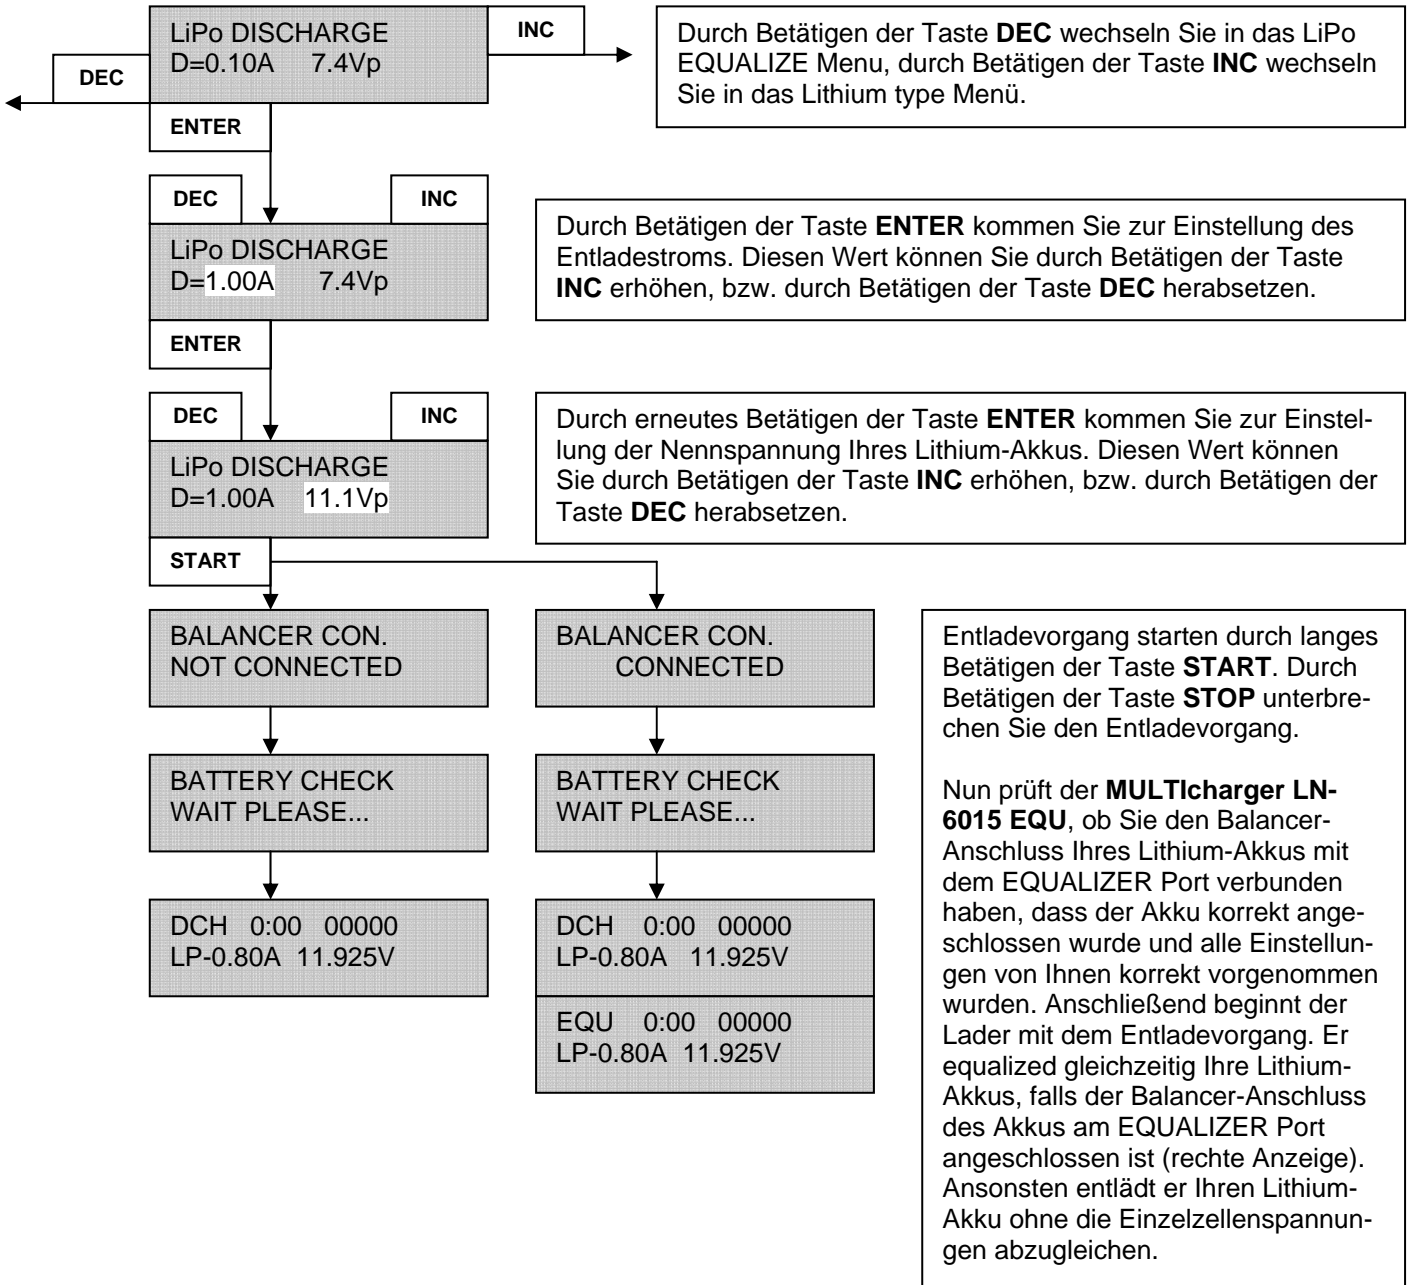 LiPo DISCHARGE
D=0.10A 7.4Vp
INC
DEC
ENTER
Durch Betätigen der Taste DEC wechseln Sie in das LiPo
EQUALIZE Menu, durch Betätigen der Taste INC wechseln
Sie in das Lithium type Menü.
DEC
INC
LiPo DISCHARGE
D=1.00A 7.4Vp
ENTER
Durch Betätigen der Taste ENTER kommen Sie zur Einstellung des
Entladestroms. Diesen Wert können Sie durch Betätigen der Taste
INC erhöhen, bzw. durch Betätigen der Taste DEC herabsetzen.
DEC
INC
LiPo DISCHARGE
D=1.00A 11.1Vp
START
Durch erneutes Betätigen der Taste ENTER kommen Sie zur Einstel-
lung der Nennspannung Ihres Lithium-Akkus. Diesen Wert können
Sie durch Betätigen der Taste INC erhöhen, bzw. durch Betätigen der
Taste DEC herabsetzen.
BALANCER CON.
NOT CONNECTED
BATTERY CHECK
WAIT PLEASE...
DCH 0:00 00000
LP-0.80A 11.925V
BALANCER CON.
CONNECTED
BATTERY CHECK
WAIT PLEASE...
DCH 0:00 00000
LP-0.80A 11.925V
EQU 0:00 00000
LP-0.80A 11.925V
Entladevorgang starten durch langes
Betätigen der Taste START. Durch
Betätigen der Taste STOP unterbre-
chen Sie den Entladevorgang.
Nun prüft der MULTIcharger LN-
6015 EQU, ob Sie den Balancer-
Anschluss Ihres Lithium-Akkus mit
dem EQUALIZER Port verbunden
haben, dass der Akku korrekt ange-
schlossen wurde und alle Einstellun-
gen von Ihnen korrekt vorgenommen
wurden. Anschließend beginnt der
Lader mit dem Entladevorgang. Er
equalized gleichzeitig Ihre Lithium-
Akkus, falls der Balancer-Anschluss
des Akkus am EQUALIZER Port
angeschlossen ist (rechte Anzeige).
Ansonsten entlädt er Ihren Lithium-
Akku ohne die Einzelzellenspannun-
gen abzugleichen.